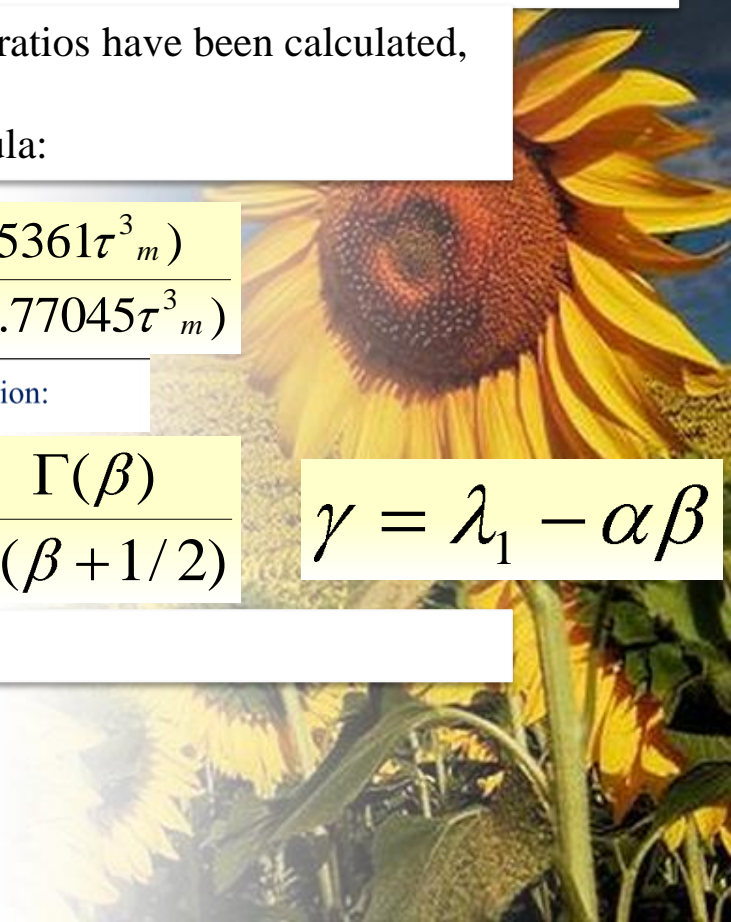 ratios have been calculated,
ula:
5361τ³ₘ)
.77045τ³ₘ)
ion:
Γ(β)
(β+1/2)
γ = λ₁ − αβ